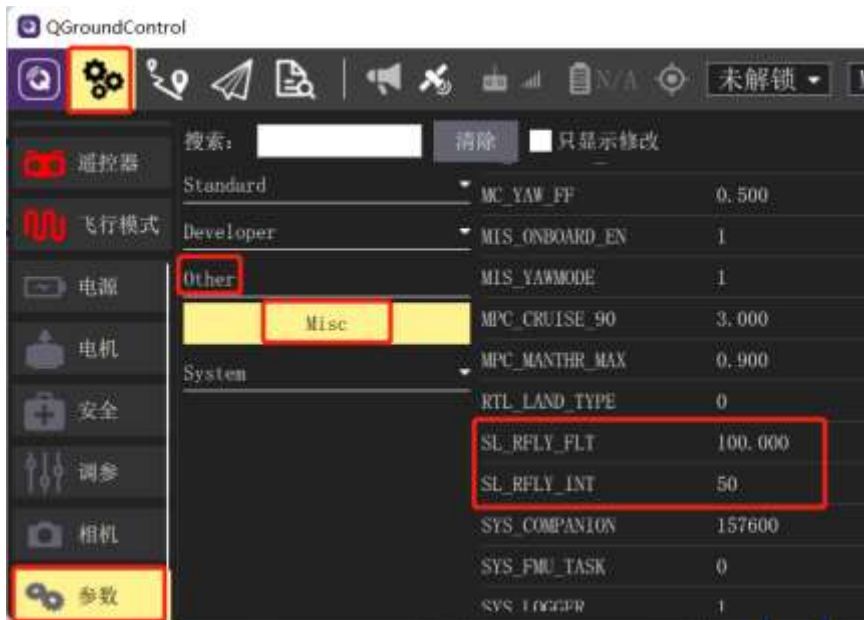 QGroundControl
N/A 未解锁
搜索: 清除 只显示修改
遥控器
飞行模式
电源
电机
安全
调参
相机
参数
Standard
Developer
Other
Misc
System
MC_YAW_FF 0.500
MIS_ONBOARD_EN 1
MIS_YAWMODE 1
MPC_CRUISE_90 3.000
MPC_MANTHR_MAX 0.900
RTL_LAND_TYPE 0
SL_RFLY_FLT 100.000
SL_RFLY_INT 50
SYS_COMPANION 157600
SYS_FMU_TASK 0
SYS_LOGGER 1